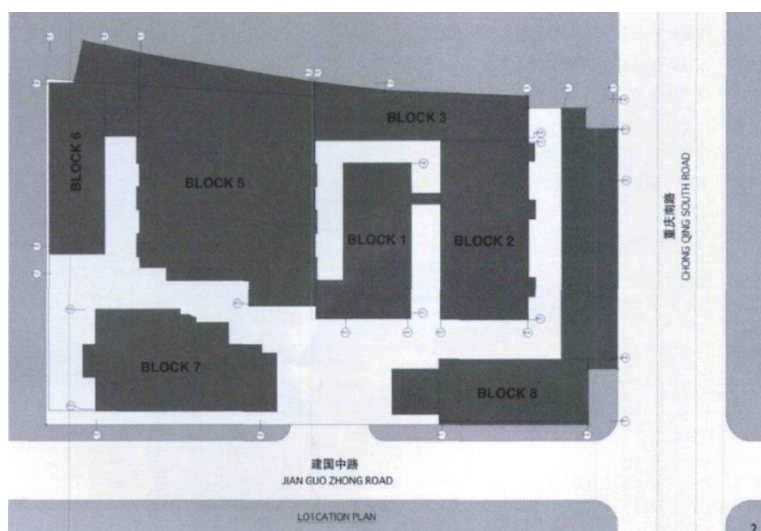 BLOCK 3
BLOCK 6
BLOCK 5
BLOCK 1
BLOCK 2
重庆南路
CHONG QING SOUTH ROAD
BLOCK 7
BLOCK 8
建国中路
JIAN GUO ZHONG ROAD
LO1CATION PLAN
2